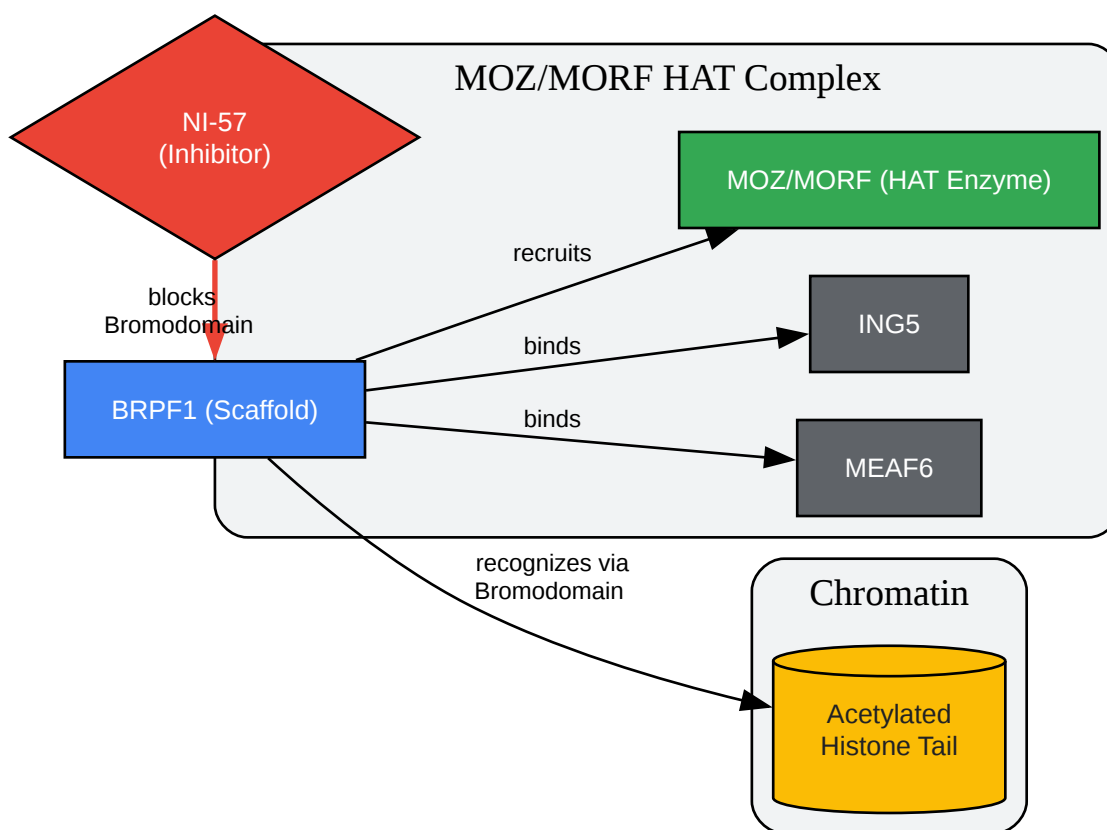 NI-57
(Inhibitor)
MOZ/MORF HAT Complex
MOZ/MORF (HAT Enzyme)
recruits
blocks
Bromodomain
ING5
binds
BRPF1 (Scaffold)
binds
MEAF6
recognizes via
Bromodomain
Chromatin
Acetylated
Histone Tail